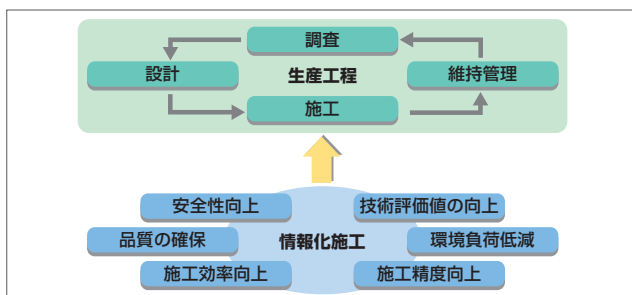 調査
設計
生産工程
維持管理
施工
安全性向上
技術評価値の向上
品質の確保
情報化施工
環境負荷低減
施工効率向上
施工精度向上